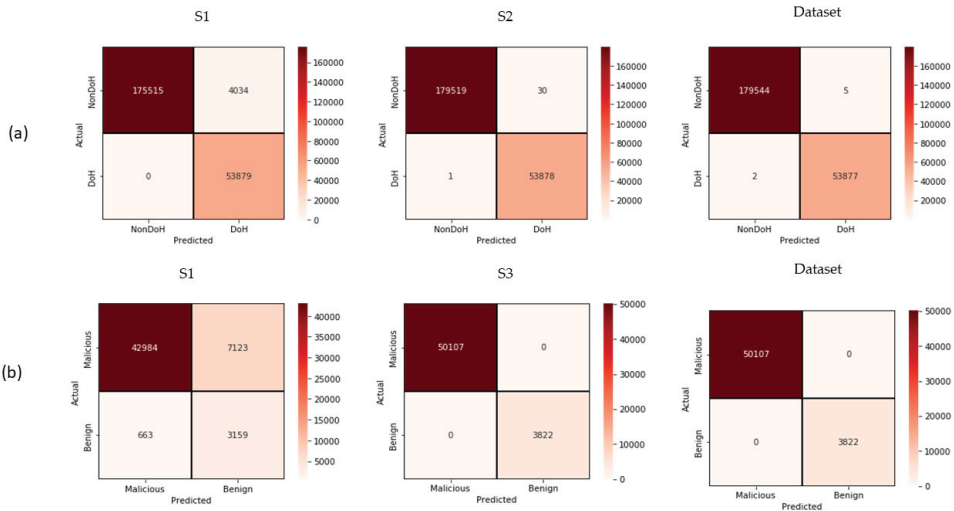 S1
S2
Dataset
(a)
Actual
NonDoH
DoH
175515
4034
0
53879
NonDoH
DoH
Predicted
160000
140000
120000
100000
80000
60000
40000
20000
0
Actual
NonDoH
DoH
179519
30
1
53878
NonDoH
DoH
Predicted
160000
140000
120000
100000
80000
60000
40000
20000
Actual
NonDoH
DoH
179544
5
2
53877
NonDoH
DoH
Predicted
160000
140000
120000
100000
80000
60000
40000
20000
S1
S3
Dataset
(b)
Actual
Malicious
Benign
42984
7123
663
3159
Malicious
Benign
Predicted
40000
35000
30000
25000
20000
15000
10000
5000
Actual
Malicious
Benign
50107
0
0
3822
Malicious
Benign
Predicted
50000
40000
30000
20000
10000
0
Actual
Malicious
Benign
50107
0
0
3822
Malicious
Benign
Predicted
50000
40000
30000
20000
10000
0